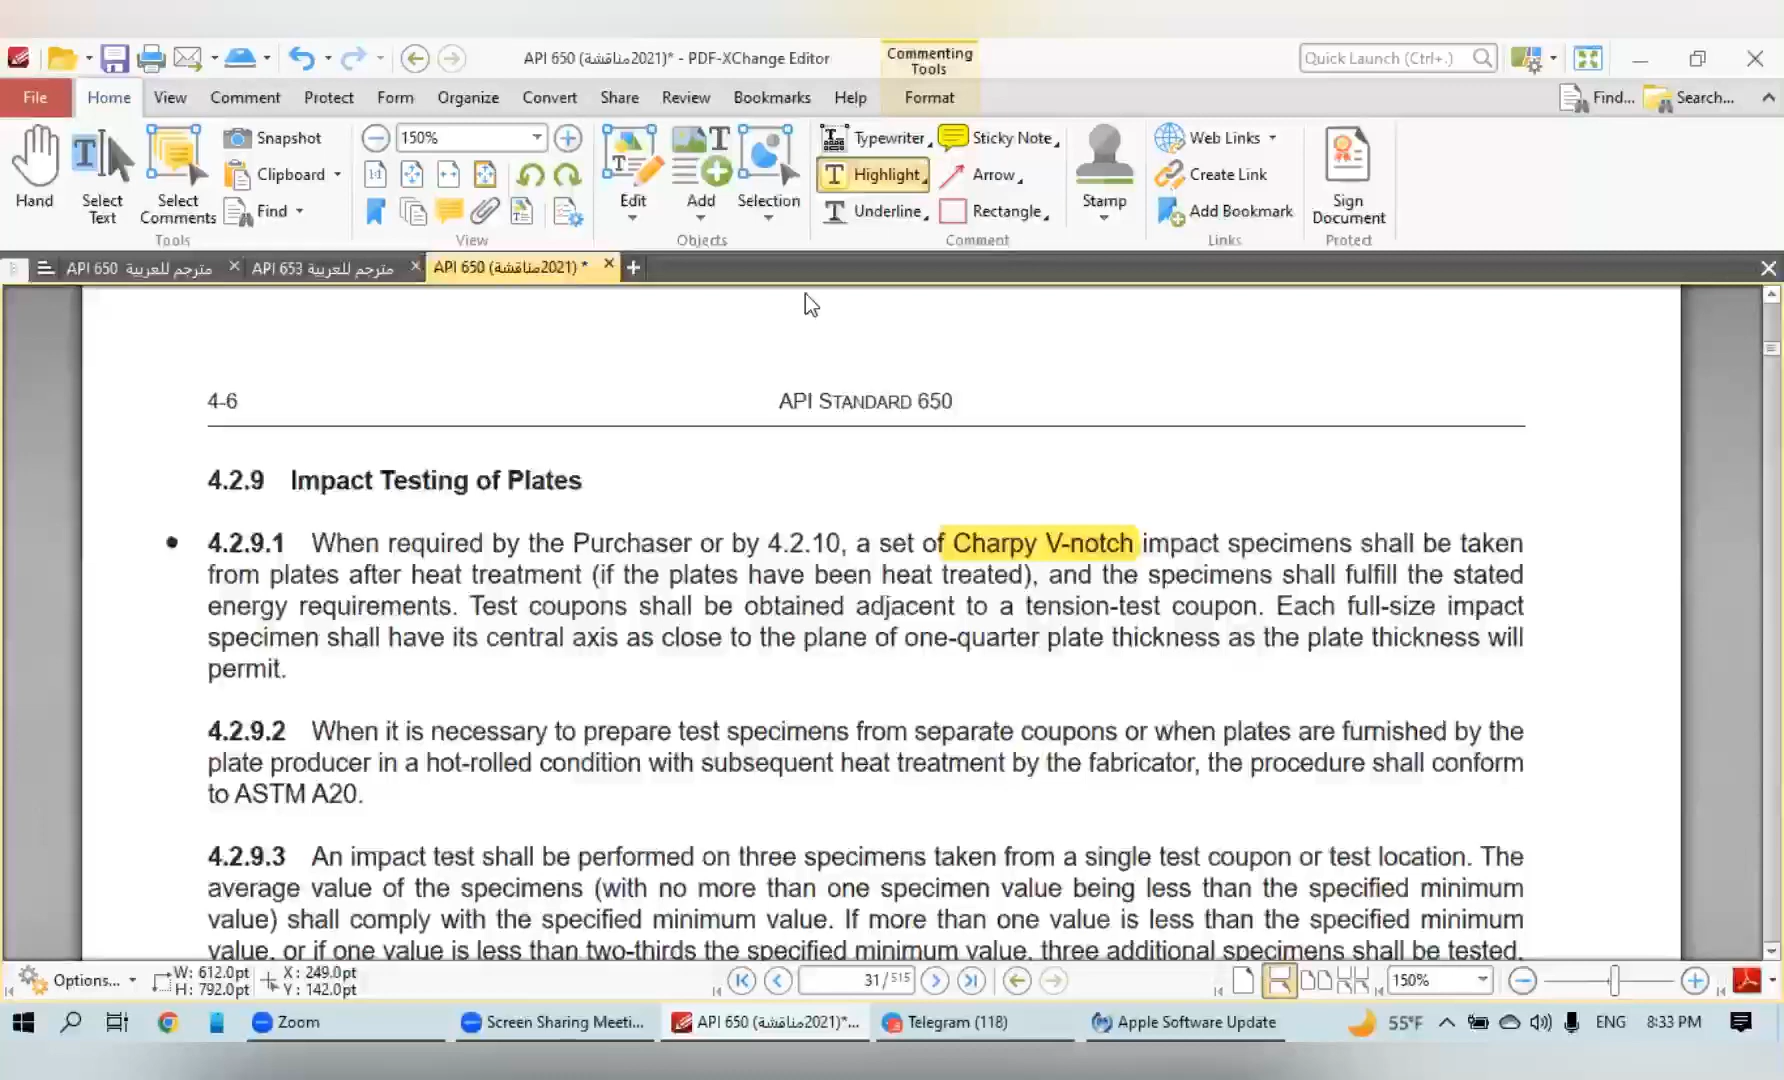 API 650 (مناقشة2021)* - PDF-XChange Editor
Commenting Tools
Quick Launch (Ctrl+.)
File Home View Comment Protect Form Organize Convert Share Review Bookmarks Help Format Find... Search...
Hand
Select Text
Select Comments
Snapshot
Clipboard
Find
Tools
150%
View
Edit
Add
Selection
Objects
Typewriter
Sticky Note
Highlight
Arrow
Underline
Rectangle
Comment
Stamp
Web Links
Create Link
Add Bookmark
Links
Sign Document
Protect
API 650 مترجم للعربية
API 653 مترجم للعربية
API 650 (مناقشة2021) *
4-6 API STANDARD 650
4.2.9 Impact Testing of Plates
• 4.2.9.1 When required by the Purchaser or by 4.2.10, a set of Charpy V-notch impact specimens shall be taken
from plates after heat treatment (if the plates have been heat treated), and the specimens shall fulfill the stated
energy requirements. Test coupons shall be obtained adjacent to a tension-test coupon. Each full-size impact
specimen shall have its central axis as close to the plane of one-quarter plate thickness as the plate thickness will
permit.
4.2.9.2 When it is necessary to prepare test specimens from separate coupons or when plates are furnished by the
plate producer in a hot-rolled condition with subsequent heat treatment by the fabricator, the procedure shall conform
to ASTM A20.
4.2.9.3 An impact test shall be performed on three specimens taken from a single test coupon or test location. The
average value of the specimens (with no more than one specimen value being less than the specified minimum
value) shall comply with the specified minimum value. If more than one value is less than the specified minimum
value, or if one value is less than two-thirds the specified minimum value, three additional specimens shall be tested,
Options...
W: 612.0pt
H: 792.0pt
X: 249.0pt
Y: 142.0pt
31 / 515
150%
Zoom
Screen Sharing Meeti...
API 650 (مناقشة2021)*...
Telegram (118)
Apple Software Update
55°F
ENG
8:33 PM